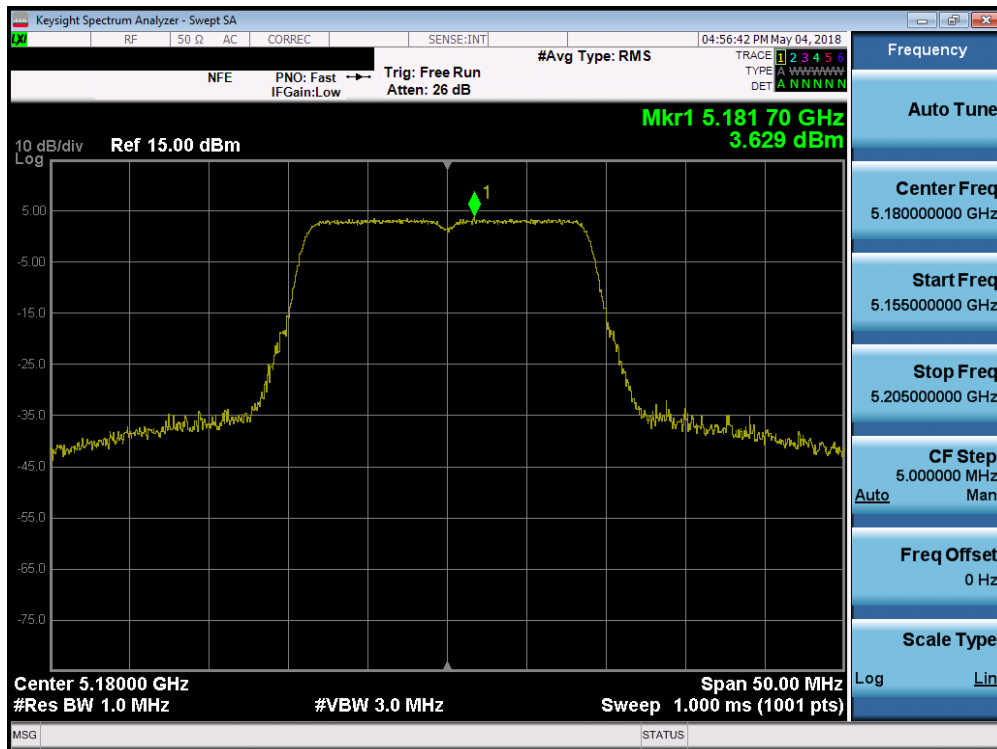 Keysight Spectrum Analyzer - Swept SA
LXI RF 50 Ω AC CORREC SENSE:INT 04:56:42 PM May 04, 2018
NFE PNO: Fast Trig: Free Run #Avg Type: RMS TRACE 1 2 3 4 5 6
IFGain:Low Atten: 26 dB TYPE A WWWWW
DET A N N N N N
Mkr1 5.181 70 GHz
3.629 dBm
10 dB/div Ref 15.00 dBm
Log
1
5.00
-5.00
-15.0
-25.0
-35.0
-45.0
-55.0
-65.0
-75.0
Center 5.18000 GHz Span 50.00 MHz
#Res BW 1.0 MHz #VBW 3.0 MHz Sweep 1.000 ms (1001 pts)
MSG STATUS
Frequency
Auto Tune
Center Freq
5.180000000 GHz
Start Freq
5.155000000 GHz
Stop Freq
5.205000000 GHz
CF Step
5.000000 MHz
Auto Man
Freq Offset
0 Hz
Scale Type
Log Lin